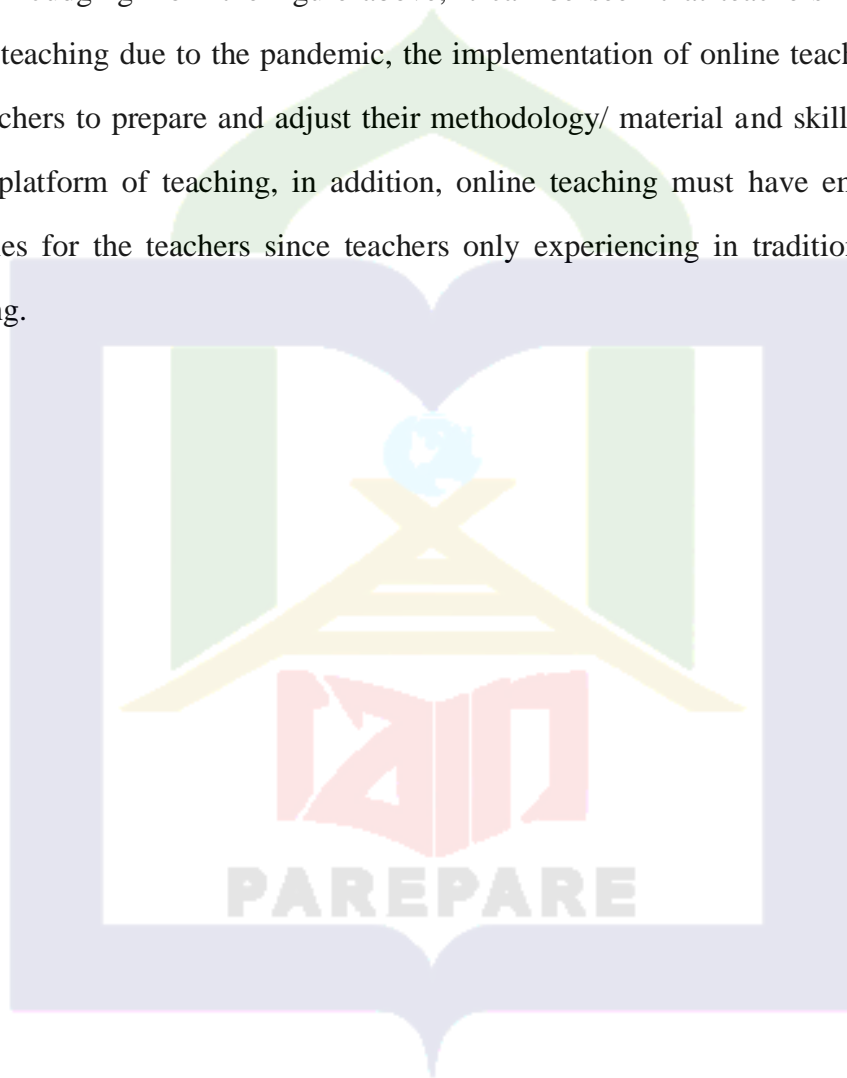 teaching due to the pandemic, the implementation of online teach
chers to prepare and adjust their methodology/ material and skill
platform of teaching, in addition, online teaching must have en
es for the teachers since teachers only experiencing in tradition
g.
iain
PAREPARE